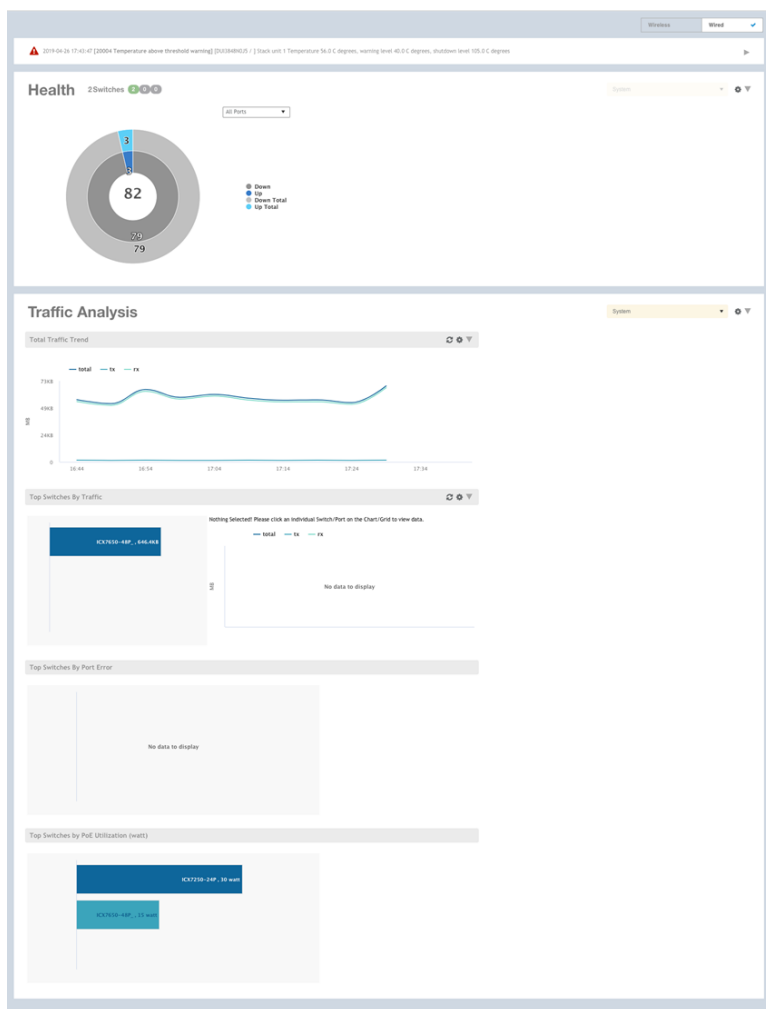 Wireless
Wired
2019-04-26 17:43:47 [20004 Temperature above threshold warning] / ] Stack unit 1 Temperature 56.0 C degrees, warning level 40.0 C degrees, shutdown level 105.0 C degrees
Health 2 Switches 2 0 0
System
All Ports
3
3
82
79
79
Down
Up
Down Total
Up Total
Traffic Analysis
System
Total Traffic Trend
total tx rx
73KB
49KB
MB
24KB
0
16:44 16:54 17:04 17:14 17:24 17:34
Top Switches By Traffic
Nothing Selected! Please click an individual Switch/Port on the Chart/Grid to view data.
total tx rx
ICX7650-48P_, 646.4KB
MB
No data to display
Top Switches By Port Error
No data to display
Top Switches by PoE Utilization (watt)
ICX7250-24P , 30 watt
ICX7650-48P_ , watt